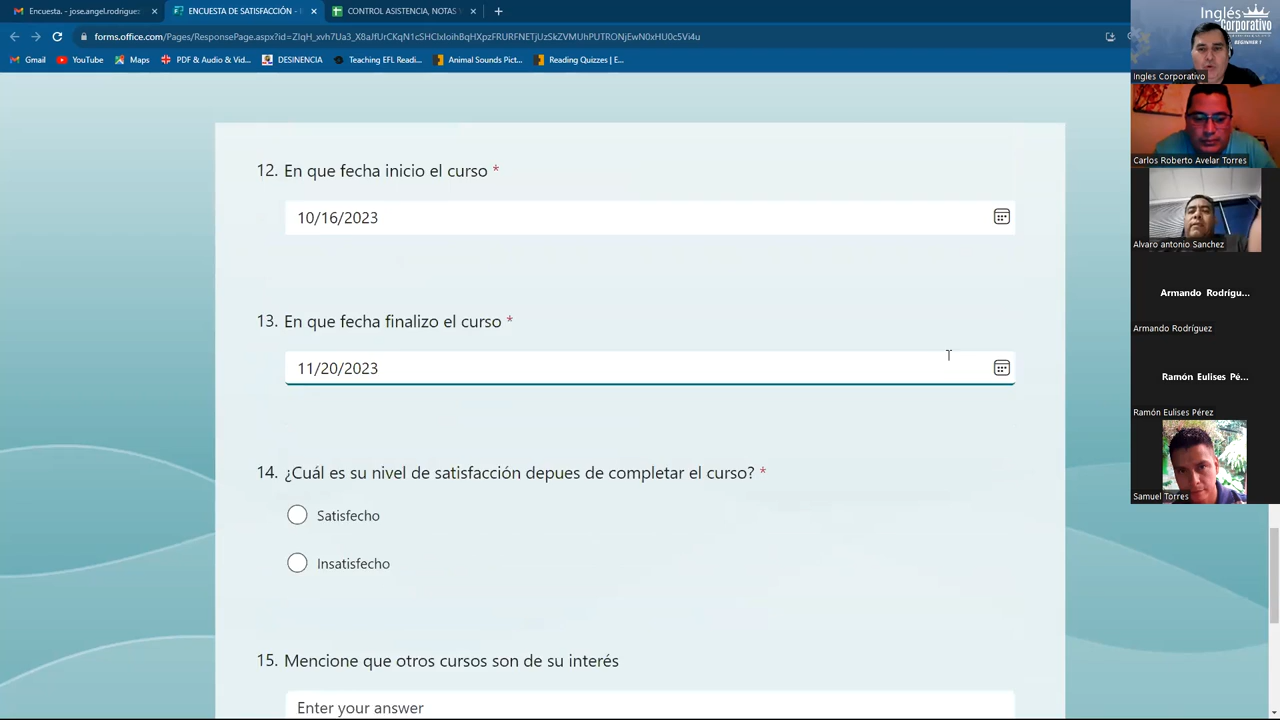 Encuesta. - jose.angel.rodriguez
ENCUESTA DE SATISFACCIÓN - 
CONTROL ASISTENCIA, NOTAS Y
forms.office.com/Pages/ResponsePage.aspx?id=ZIqH_xvh7Ua3_X8aJfUrCKqN1cSHCIxIoihBqHXpzFRURFNETjUzSkZVMUhPUTRONjEwN0xHU0c5Vi4u
Gmail
YouTube
Maps
PDF & Audio & Vid...
DESINENCIA
Teaching EFL Readi...
Animal Sounds Pict...
Reading Quizzes | E...
12. En que fecha inicio el curso *
10/16/2023
13. En que fecha finalizo el curso *
11/20/2023
14. ¿Cuál es su nivel de satisfacción depues de completar el curso? *
Satisfecho
Insatisfecho
15. Mencione que otros cursos son de su interés
Enter your answer
Inglés
Corporativo
BEGINNER 1
Ingles Corporativo
Carlos Roberto Avelar Torres
Alvaro antonio Sanchez
Armando Rodrígu...
Armando Rodríguez
Ramón Eulises Pé...
Ramón Eulises Pérez
Samuel Torres